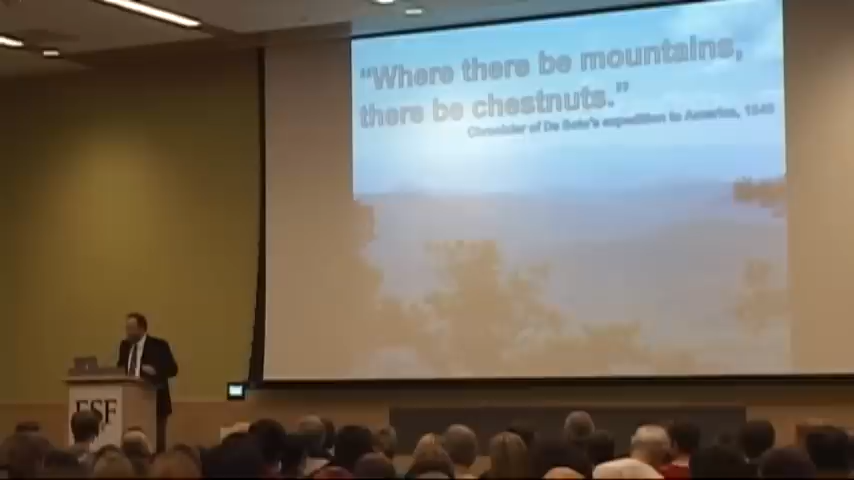 “Where there be mountains,
there be chestnuts.”
Chronicler of De Soto's expedition to America, 1540
ESF